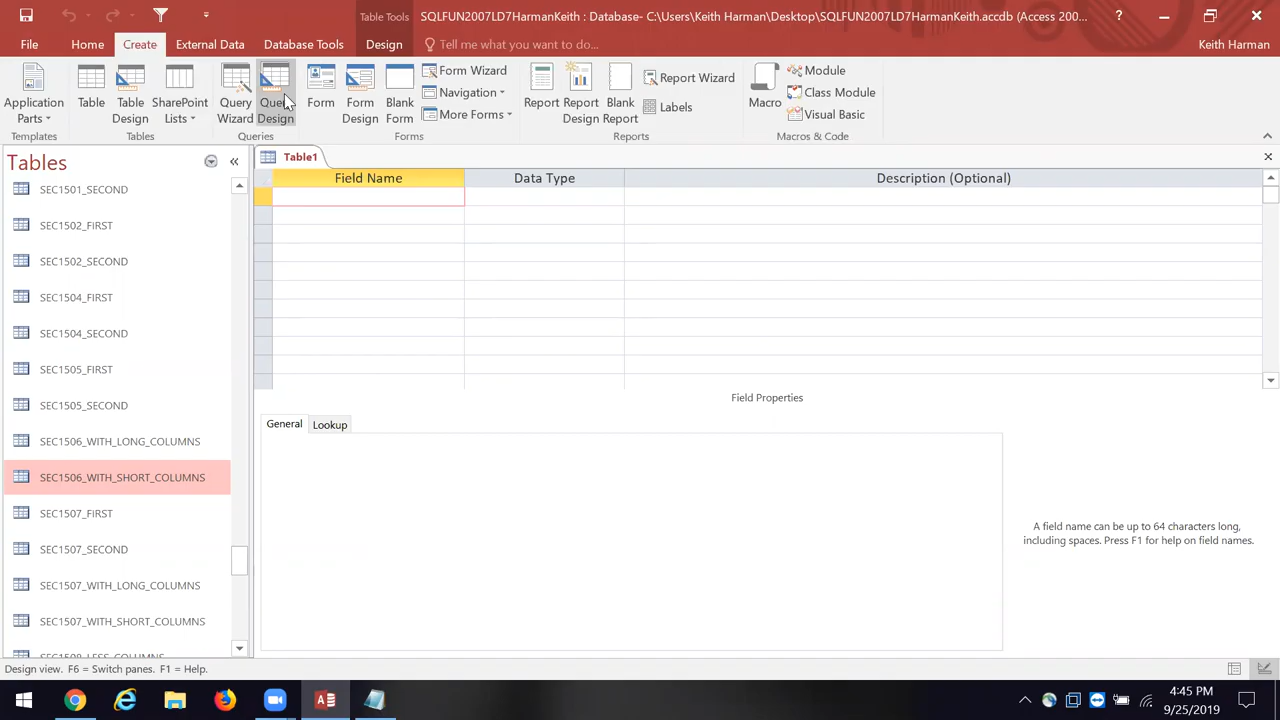 Table Tools
SQLFUN2007LD7HarmanKeith : Database- C:\Users\Keith Harman\Desktop\SQLFUN2007LD7HarmanKeith.accdb (Access 200...
?
File
Home
Create
External Data
Database Tools
Design
Tell me what you want to do...
Keith Harman
Application Parts
Table
Table Design
SharePoint Lists
Query Wizard
Query Design
Form
Form Design
Blank Form
Form Wizard
Navigation
More Forms
Report
Report Design
Blank Report
Report Wizard
Labels
Macro
Module
Class Module
Visual Basic
Templates
Tables
Queries
Forms
Reports
Macros & Code
Tables
SEC1501_SECOND
SEC1502_FIRST
SEC1502_SECOND
SEC1504_FIRST
SEC1504_SECOND
SEC1505_FIRST
SEC1505_SECOND
SEC1506_WITH_LONG_COLUMNS
SEC1506_WITH_SHORT_COLUMNS
SEC1507_FIRST
SEC1507_SECOND
SEC1507_WITH_LONG_COLUMNS
SEC1507_WITH_SHORT_COLUMNS
SEC1508_LESS_COLUMNS
Table1
Field Name
Data Type
Description (Optional)
Field Properties
General
Lookup
A field name can be up to 64 characters long,
including spaces. Press F1 for help on field names.
Design view. F6 = Switch panes. F1 = Help.
4:45 PM
9/25/2019